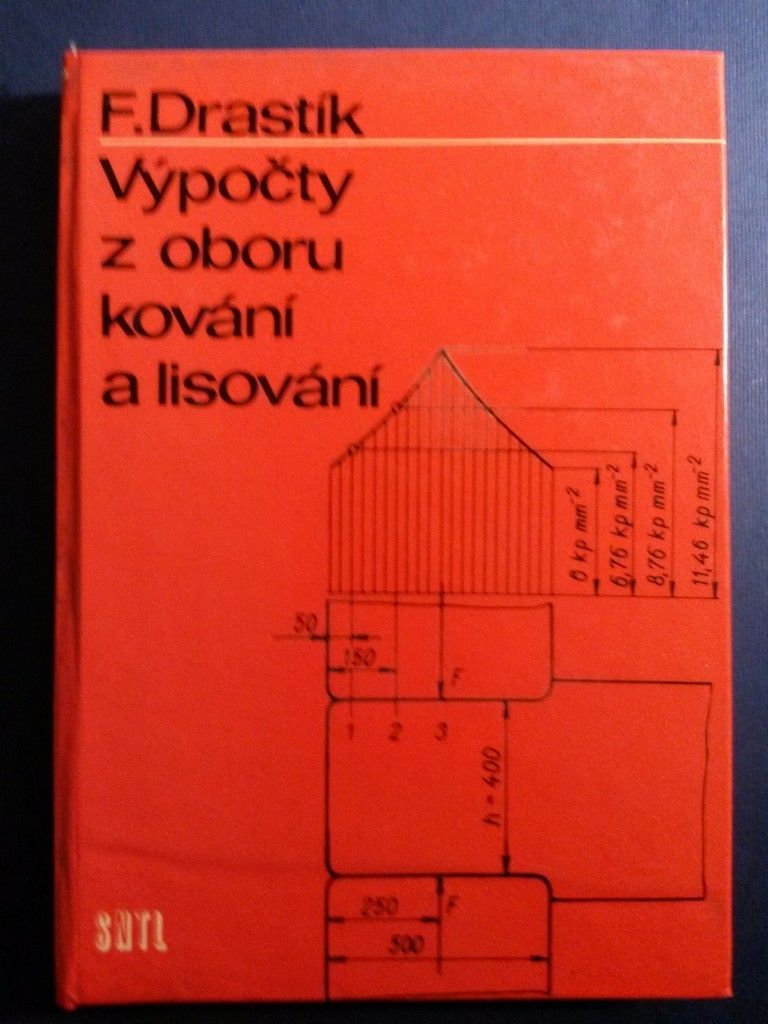 F. Drastík
Výpočty
z oboru
kování
a lisování
6 kp mm-2
6,76 kp mm-2
8,76 kp mm-2
11,46 kp mm-2
50
150
F
1 2 3
h = 400
250
F
500
SNTL